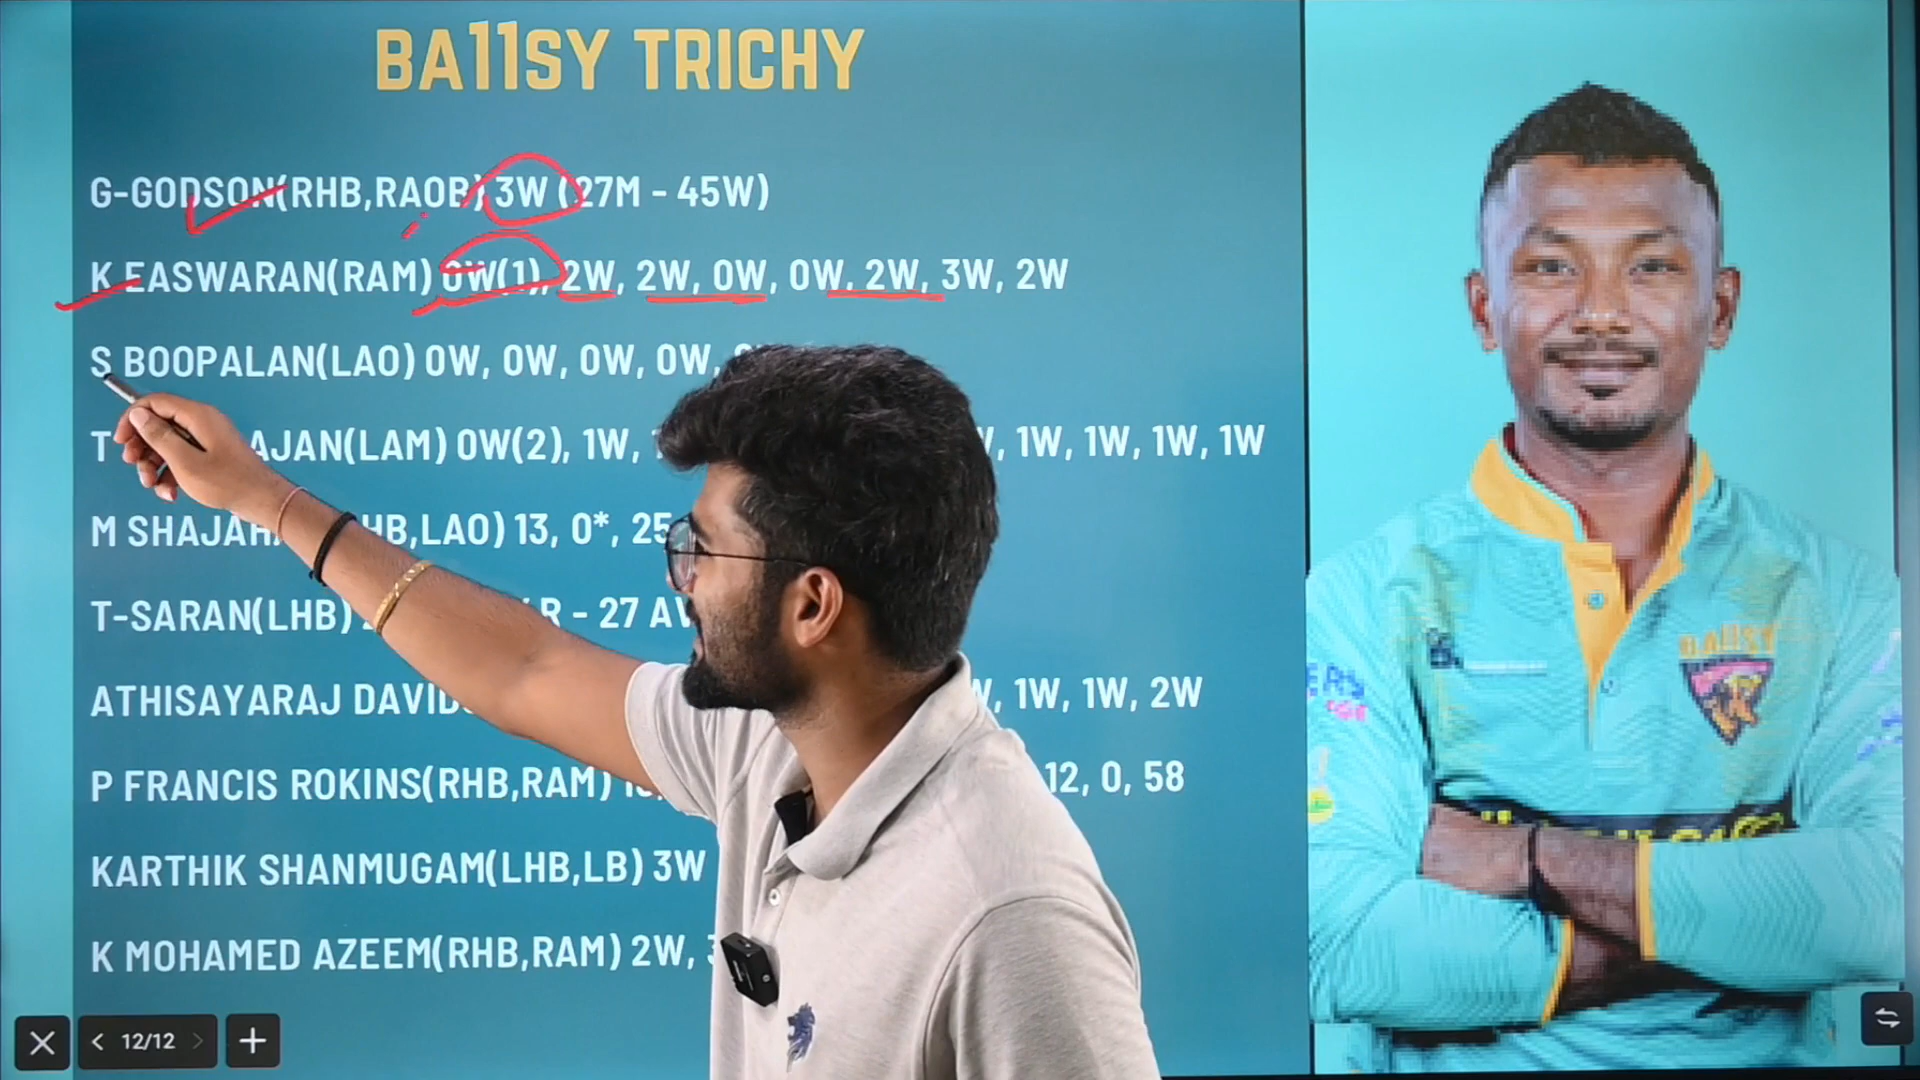 BA11SY TRICHY
G-GODSON(RHB,RAOB) 3W (27M - 45W)
K EASWARAN(RAM) 0W(1), 2W, 2W, 0W, 0W, 2W, 3W, 2W
S BOOPALAN(LAO) 0W, 0W, 0W, 0W,
T AJAN(LAM) 0W(2), 1W, , 1W, 1W, 1W, 1W
M SHAJAH HB,LAO) 13, 0*, 25
T-SARAN(LHB) R - 27 AV
ATHISAYARAJ DAVID , 1W, 1W, 2W
P FRANCIS ROKINS(RHB,RAM) 12, 0, 58
KARTHIK SHANMUGAM(LHB,LB) 3W
K MOHAMED AZEEM(RHB,RAM) 2W,
12/12
BA11SY